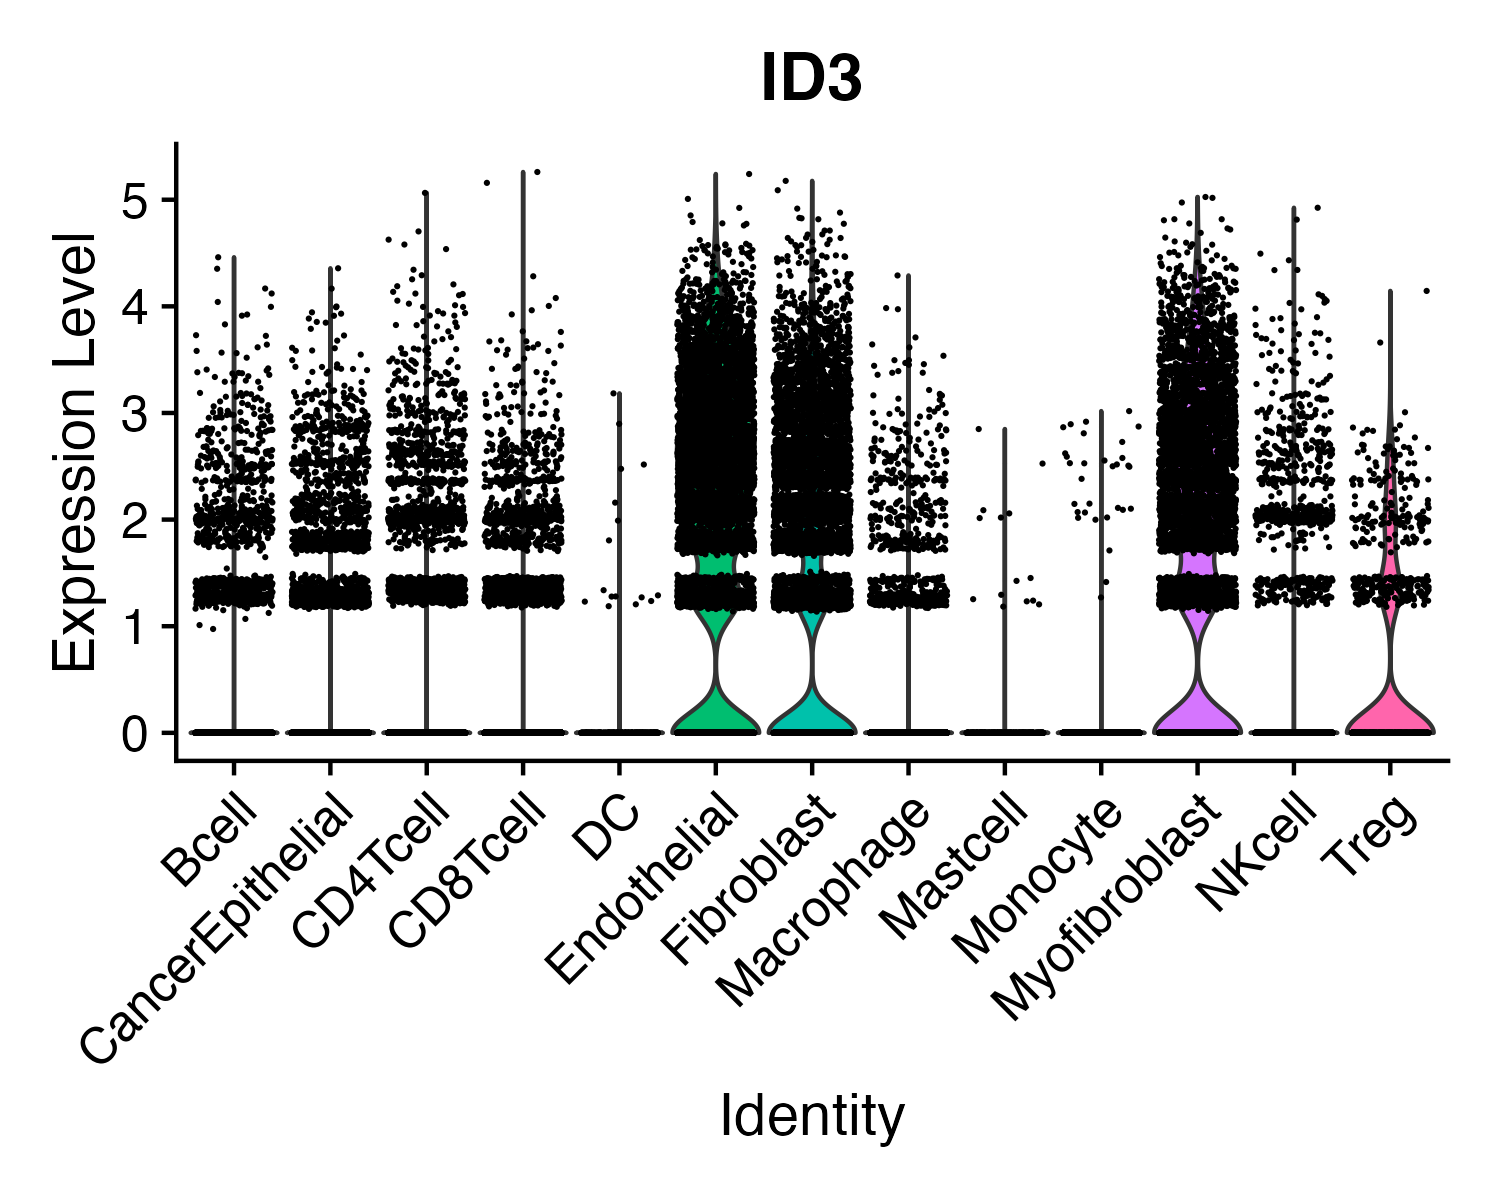 ID3
Expression Level
5
4
3
2
1
0
Bcell
CancerEpithelial
CD4Tcell
CD8Tcell
DC
Endothelial
Fibroblast
Macrophage
Mastcell
Monocyte
Myofibroblast
NKcell
Treg
Identity